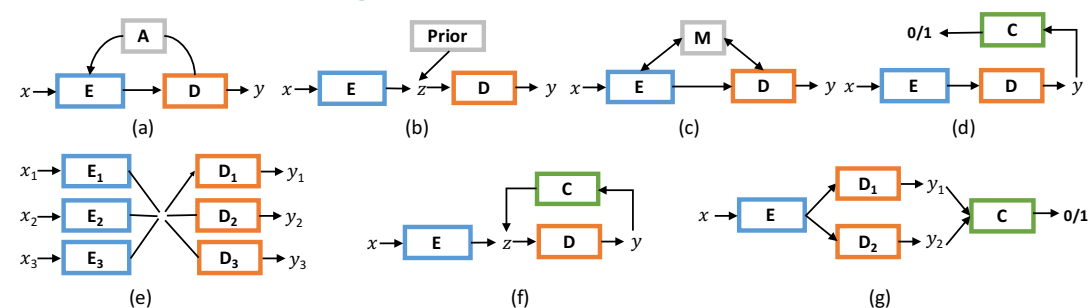 A
x E D y
(a)
Prior
x E z D y
(b)
M
x E D y
(c)
0/1 C
x E D y
(d)
x₁ E₁ D₁ y₁
x₂ E₂ D₂ y₂
x₃ E₃ D₃ y₃
(e)
C
x E z D y
(f)
D₁ y₁
x E C 0/1
D₂ y₂
(g)